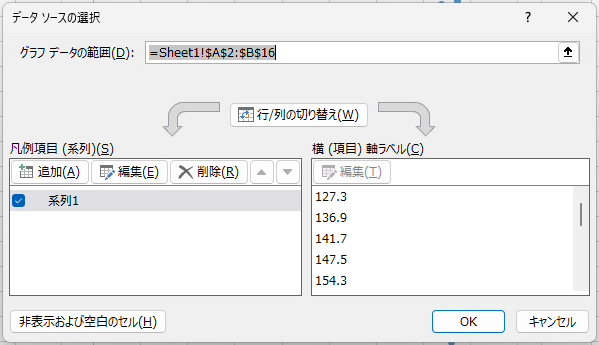 データ ソースの選択
グラフ データの範囲(D): =Sheet1!$A$2:$B$16
行/列の切り替え(W)
凡例項目 (系列)(S)
追加(A) 編集(E) 削除(R)
系列1
横 (項目) 軸ラベル(C)
編集(T)
127.3
136.9
141.7
147.5
154.3
非表示および空白のセル(H)
OK キャンセル